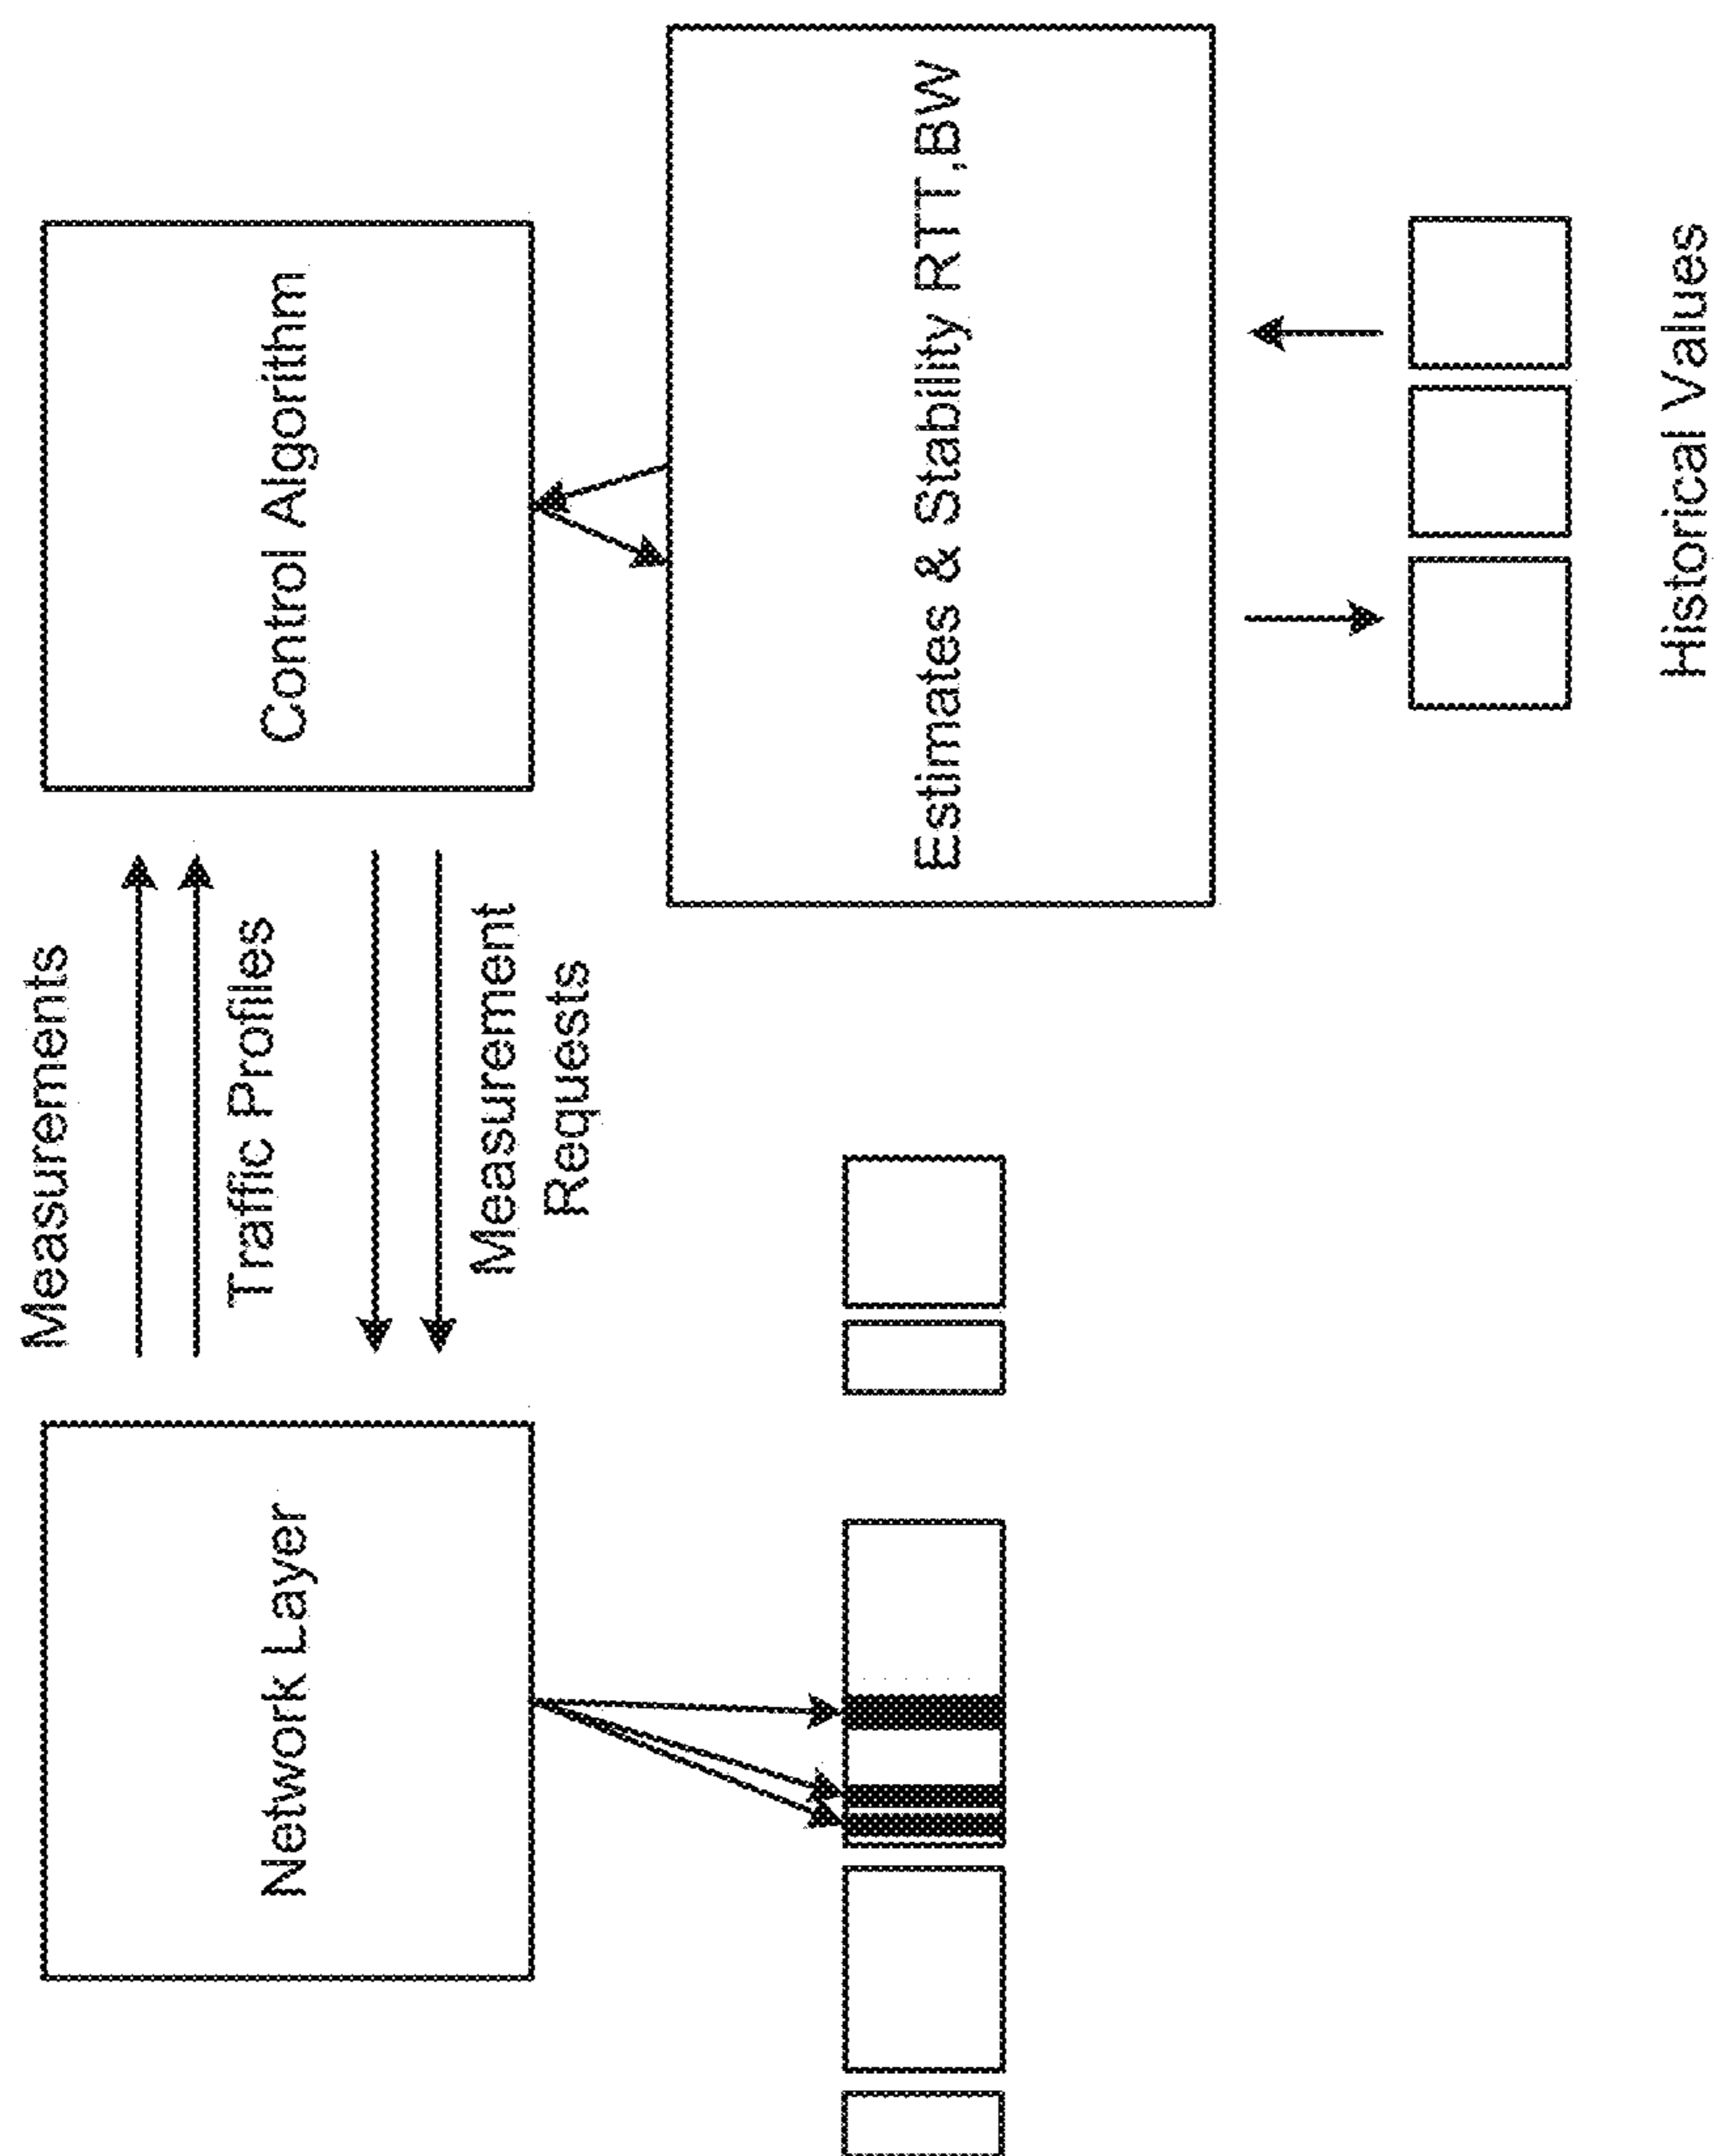 Measurements
Traffic Profiles
Measurement
Requests
Network Layer
Control Algorithm
Estimates & Stability RTT,BW
Historical Values